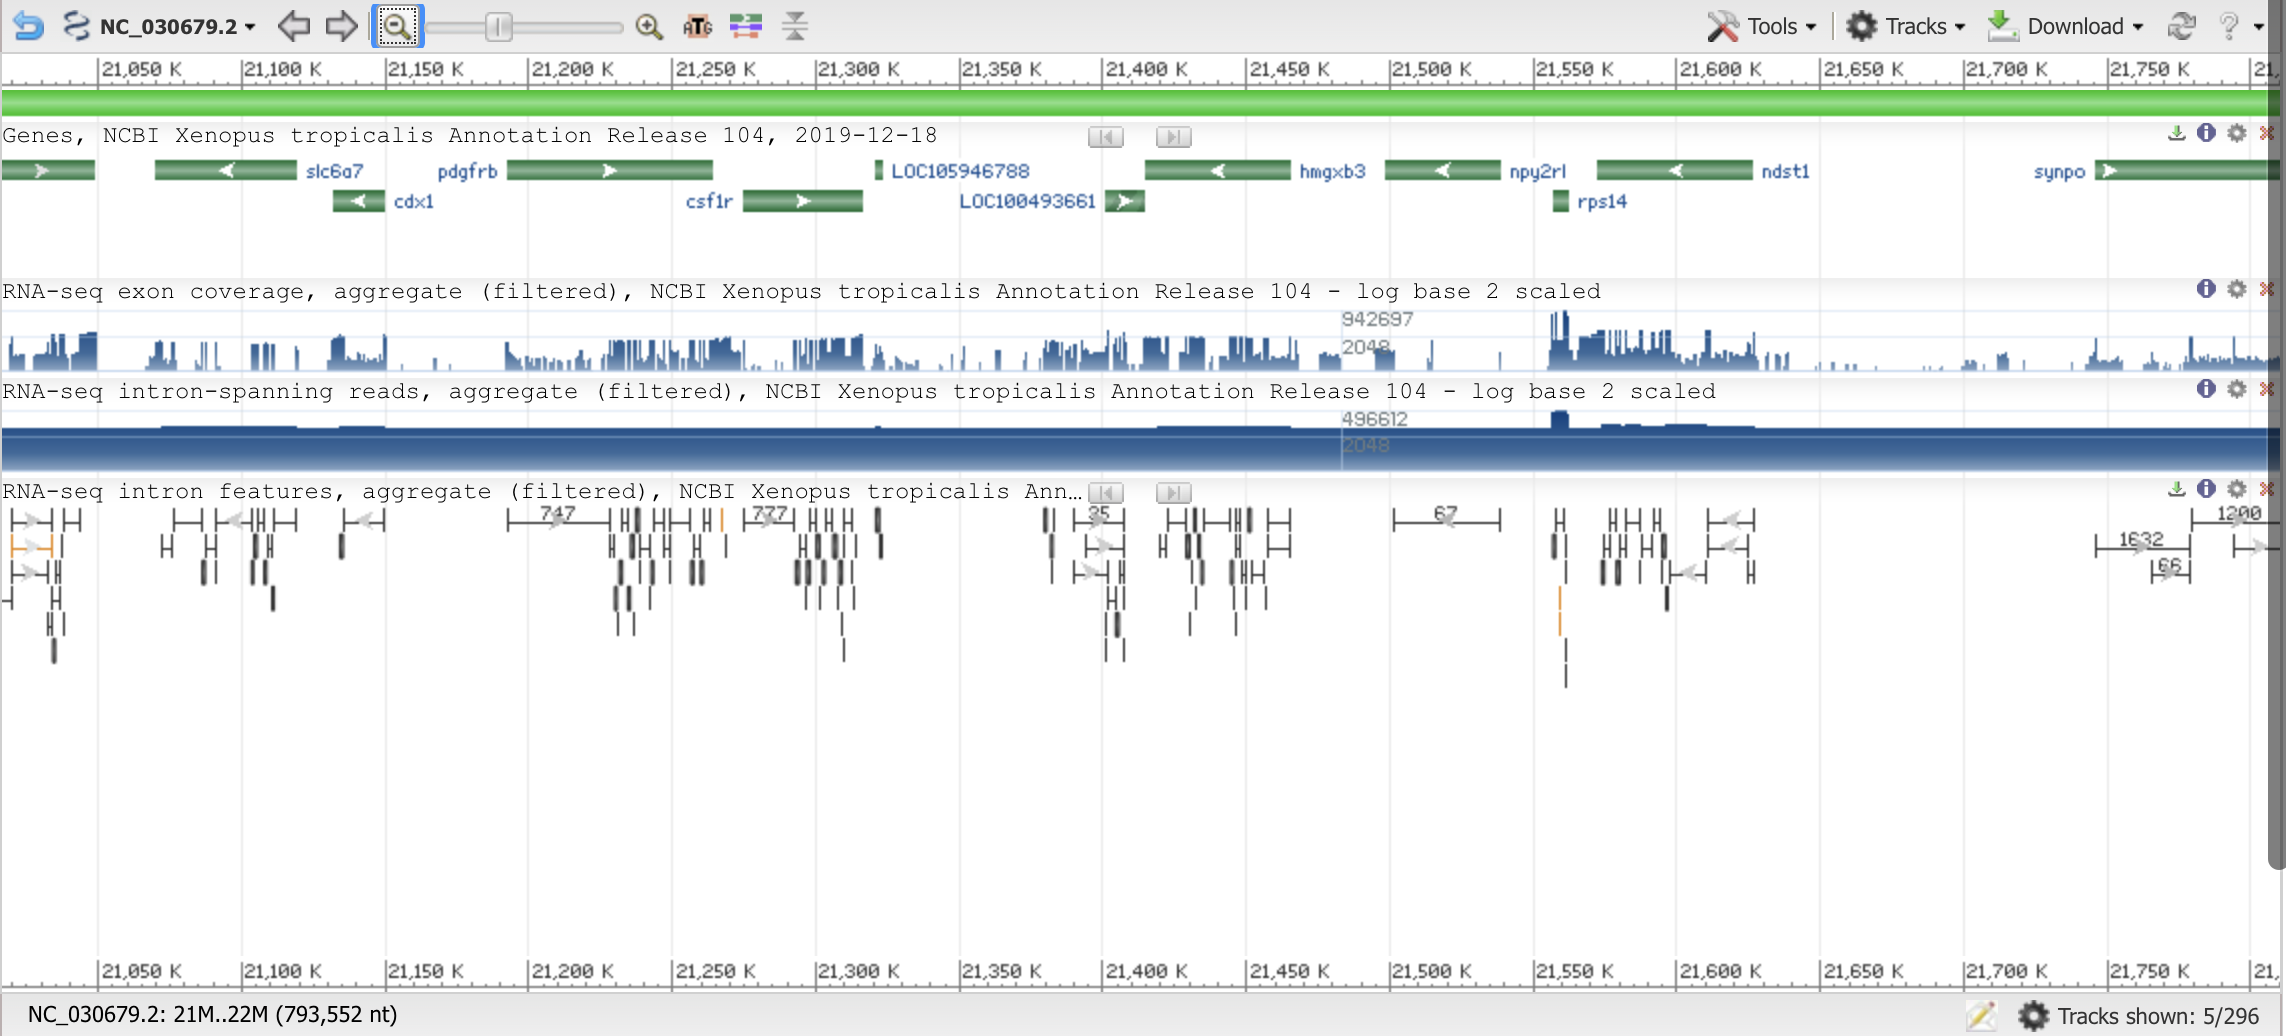 NC_030679.2 Tools Tracks Download ?
21,050 K 21,100 K 21,150 K 21,200 K 21,250 K 21,300 K 21,350 K 21,400 K 21,450 K 21,500 K 21,550 K 21,600 K 21,650 K 21,700 K 21,750 K 21,
Genes, NCBI Xenopus tropicalis Annotation Release 104, 2019-12-18
slc6a7 pdgfrb LOC105946788 hmgxb3 npy2rl ndst1 synpo
cdx1 csf1r LOC100493661 rps14
RNA-seq exon coverage, aggregate (filtered), NCBI Xenopus tropicalis Annotation Release 104 - log base 2 scaled
942697
2048
RNA-seq intron-spanning reads, aggregate (filtered), NCBI Xenopus tropicalis Annotation Release 104 - log base 2 scaled
496612
2048
RNA-seq intron features, aggregate (filtered), NCBI Xenopus tropicalis Ann…
747 777 35 67 1200
1632
66
21,050 K 21,100 K 21,150 K 21,200 K 21,250 K 21,300 K 21,350 K 21,400 K 21,450 K 21,500 K 21,550 K 21,600 K 21,650 K 21,700 K 21,750 K 21,
NC_030679.2: 21M..22M (793,552 nt) Tracks shown: 5/296